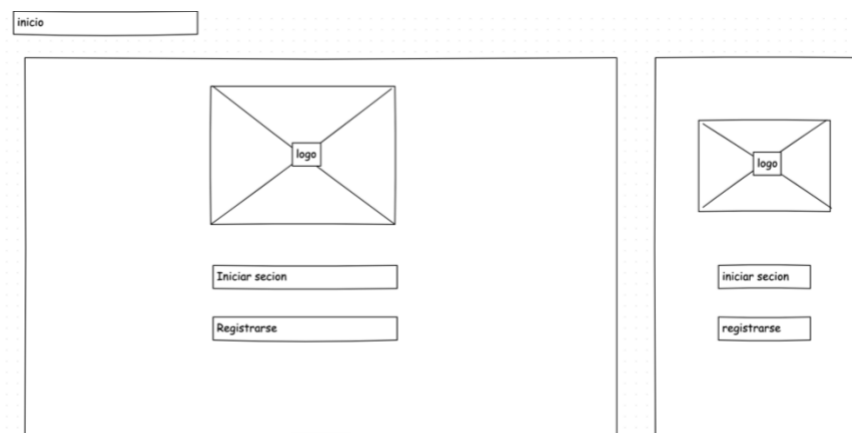 inicio
logo
Iniciar secion
Registrarse
logo
iniciar secion
registrarse